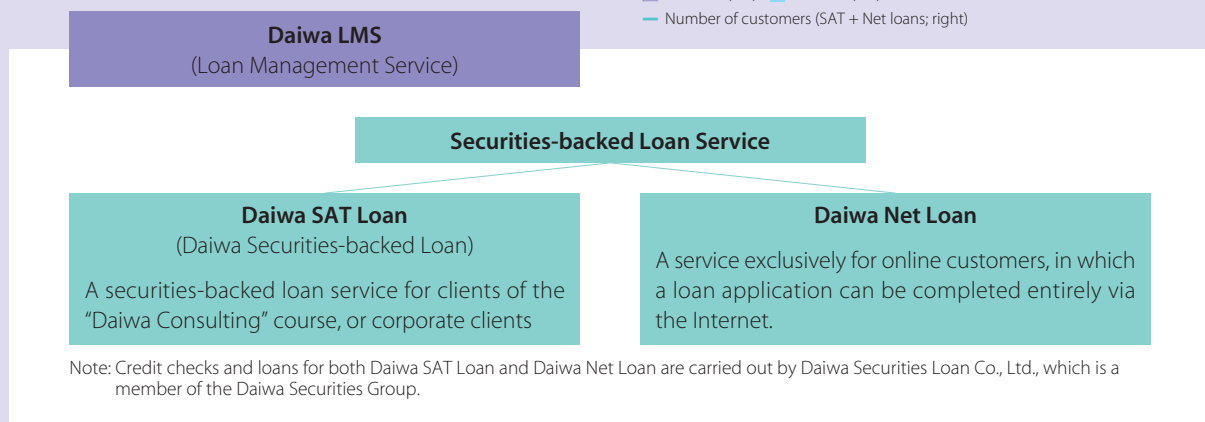 Number of customers (SAT + Net loans; right)
Daiwa LMS
(Loan Management Service)
Securities-backed Loan Service
Daiwa SAT Loan
(Daiwa Securities-backed Loan)
A securities-backed loan service for clients of the
“Daiwa Consulting” course, or corporate clients
Daiwa Net Loan
A service exclusively for online customers, in which
a loan application can be completed entirely via
the Internet.
Note: Credit checks and loans for both Daiwa SAT Loan and Daiwa Net Loan are carried out by Daiwa Securities Loan Co., Ltd., which is a
member of the Daiwa Securities Group.